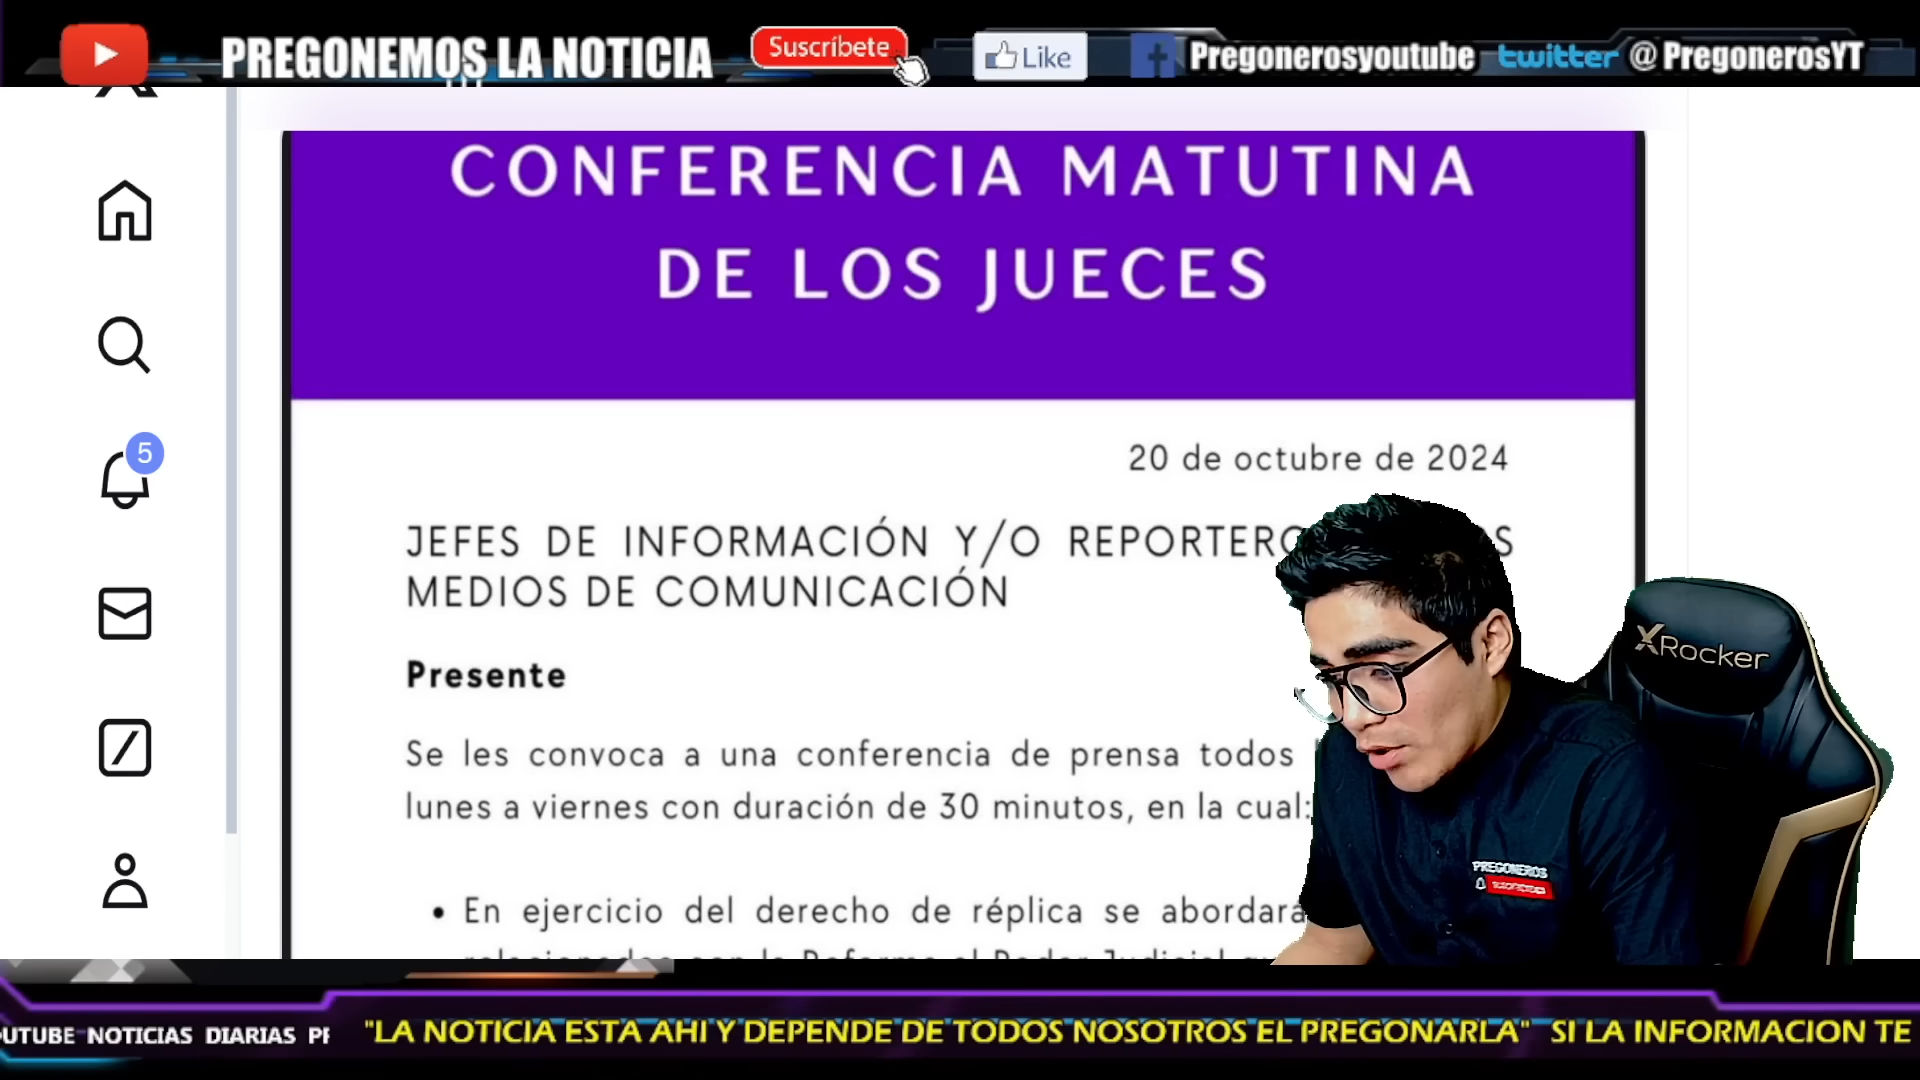 PREGONEMOS LA NOTICIA
Suscríbete
Like
Pregonerosyoutube
twitter @PregonerosYT
CONFERENCIA MATUTINA
DE LOS JUECES
5
20 de octubre de 2024
JEFES DE INFORMACIÓN Y/O
MEDIOS DE COMUNICACIÓN
Presente
Se les convoca a una conferencia de prensa todos
lunes a viernes con duración de 30 minutos, en la cual:
• En ejercicio del derecho de réplica se abordará
XRocker
PREGONEROS
NOTICIAS DIARIAS
"LA NOTICIA ESTA AHI Y DEPENDE DE TODOS NOSOTROS EL PREGONARLA" SI LA INFORMACION TE